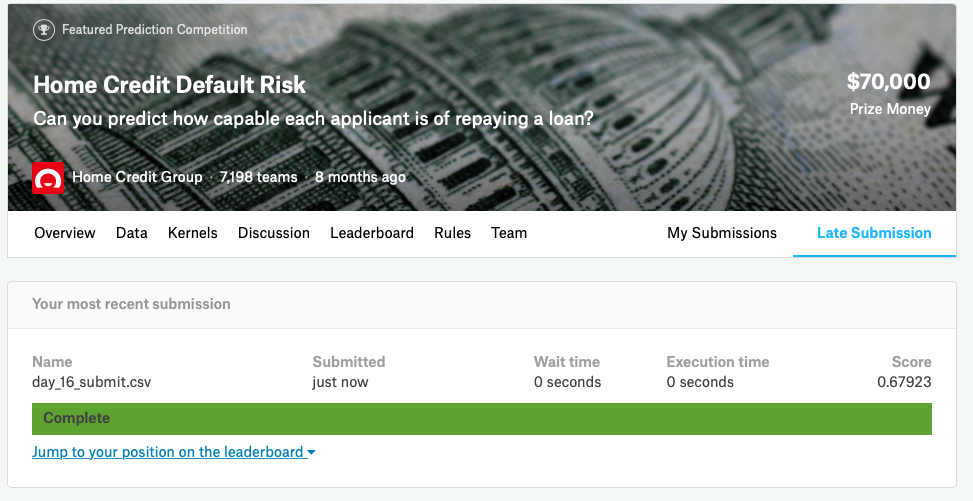 Featured Prediction Competition
Home Credit Default Risk
$70,000
Can you predict how capable each applicant is of repaying a loan?
Prize Money
Home Credit Group · 7,198 teams · 8 months ago
Overview Data Kernels Discussion Leaderboard Rules Team My Submissions Late Submission
Your most recent submission
Name Submitted Wait time Execution time Score
day_16_submit.csv just now 0 seconds 0 seconds 0.67923
Complete
Jump to your position on the leaderboard